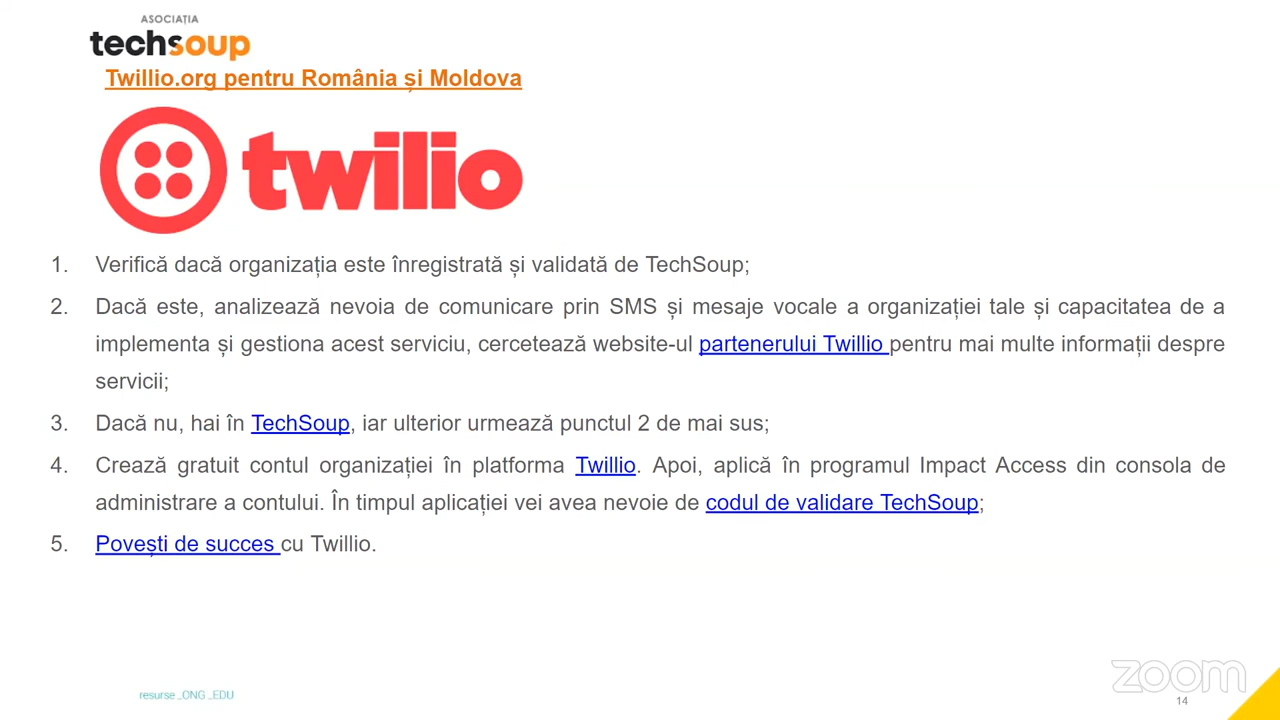 ASOCIAȚIA
techsoup
Twillio.org pentru România și Moldova
twilio
1. Verifică dacă organizația este înregistrată și validată de TechSoup;
2. Dacă este, analizează nevoia de comunicare prin SMS și mesaje vocale a organizației tale și capacitatea de a
implementa și gestiona acest serviciu, cercetează website-ul partenerului Twillio pentru mai multe informații despre
servicii;
3. Dacă nu, hai în TechSoup, iar ulterior urmează punctul 2 de mai sus;
4. Crează gratuit contul organizației în platforma Twillio. Apoi, aplică în programul Impact Access din consola de
administrare a contului. În timpul aplicației vei avea nevoie de codul de validare TechSoup;
5. Povești de succes cu Twillio.
resurse _ONG _EDU
zoom
14